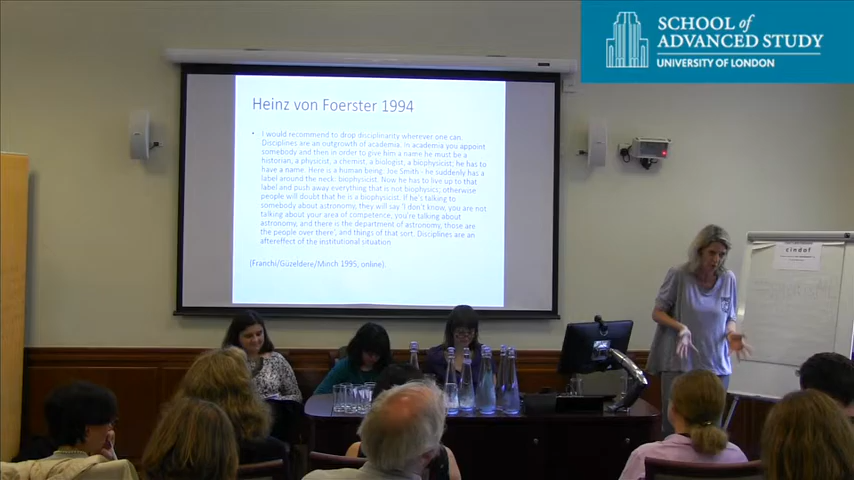 SCHOOL of
ADVANCED STUDY
UNIVERSITY OF LONDON
Heinz von Foerster 1994
• I would recommend to drop disciplinarity wherever one can.
Disciplines are an outgrowth of academia. In academia you appoint
somebody and then in order to give him a name he must be a
historian, a physicist, a chemist, a biologist, a biophysicist; he has to
have a name. Here is a human being: Joe Smith - he suddenly has a
label around the neck: biophysicist. Now he has to live up to that
label and push away everything that is not biophysics; otherwise
people will doubt that he is a biophysicist. If he's talking to
somebody about astronomy, they will say 'I don't know, you are not
talking about your area of competence, you're talking about
astronomy, and there is the department of astronomy, those are
the people over there', and things of that sort. Disciplines are an
aftereffect of the institutional situation
(Franchi/Güzeldere/Minch 1995, online).